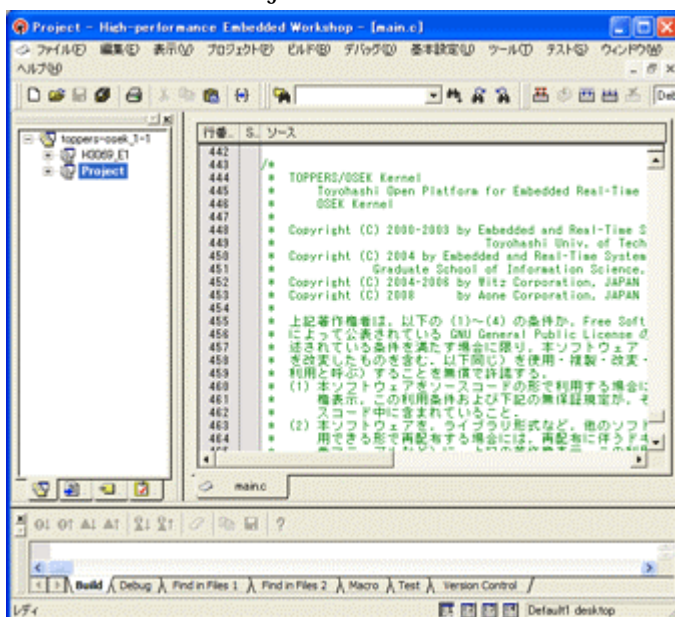 Project - High-performance Embedded Workshop - [main.c]
ファイル(F) 編集(E) 表示(V) プロジェクト(P) ビルド(B) デバッグ(D) 基本設定(U) ツール(T) テスト(S) ウィンドウ(W)
ヘルプ(H)
Deb
toppers-osek_1-1
H3069_E1
Project
行番.. S.. ソース
442
443 /*
444 * TOPPERS/OSEK Kernel
445 * Toyohashi Open Platform for Embedded Real-Time
446 * OSEK Kernel
447 *
448 * Copyright (C) 2000-2003 by Embedded and Real-Time S
449 * Toyohashi Univ. of Tech
450 * Copyright (C) 2004 by Embedded and Real-Time System
451 * Graduate School of Information Science,
452 * Copyright (C) 2004-2006 by Witz Corporation, JAPAN
453 * Copyright (C) 2008 by Aone Corporation, JAPAN
454 *
455 * 上記著作権者は、以下の (1)~(4) の条件か、Free Soft
456 * によって公表されている GNU General Public License の
457 * 述されている条件を満たす場合に限り、本ソフトウェア
458 * を改変したものを含む。以下同じ）を使用・複製・改変・
459 * 利用と呼ぶ）することを無償で許諾する。
460 * (1) 本ソフトウェアをソースコードの形で利用する場合に
461 * 権表示、この利用条件および下記の無保証規定が、そ
462 * スコード中に含まれていること。
463 * (2) 本ソフトウェアを、ライブラリ形式など、他のソフト
464 * 用できる形で再配布する場合には、再配布に伴うドキ
main.c
Build Debug Find in Files 1 Find in Files 2 Macro Test Version Control
レディ Default1 desktop